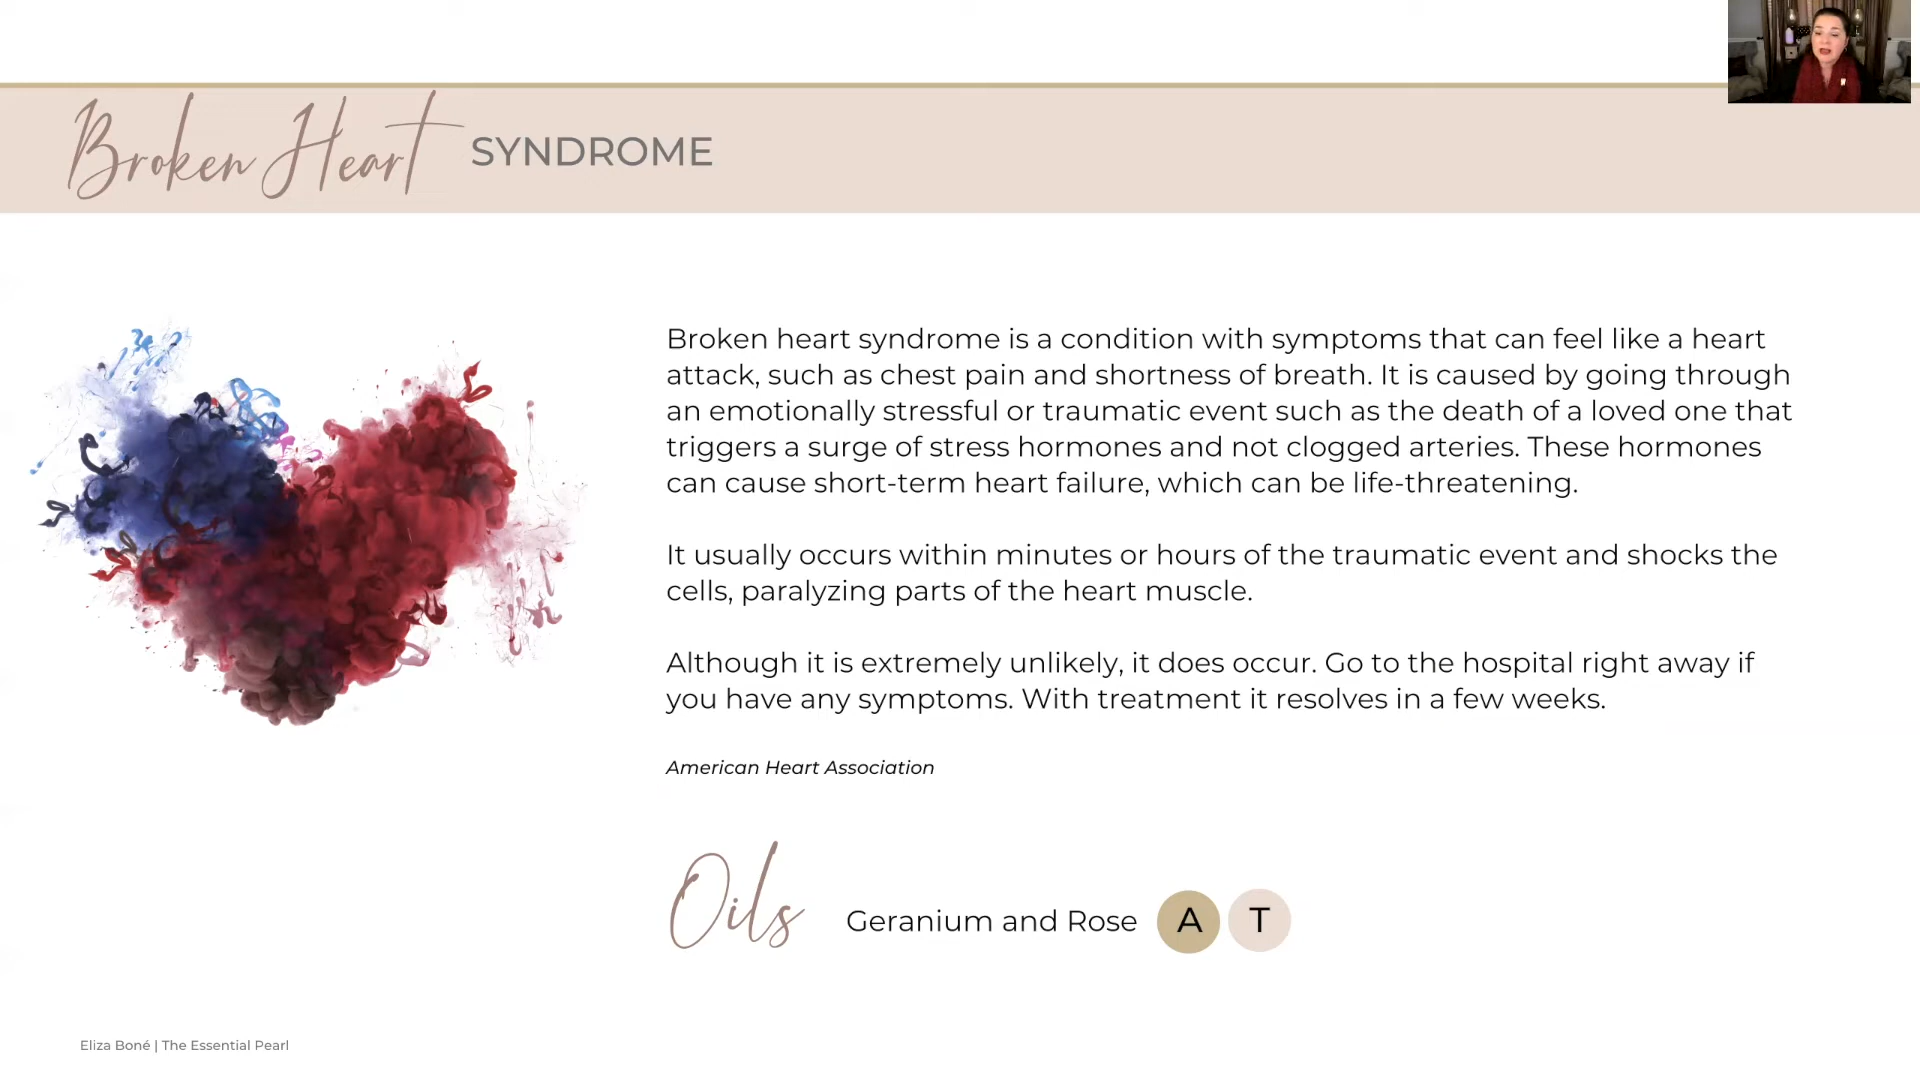 Broken Heart SYNDROME
Broken heart syndrome is a condition with symptoms that can feel like a heart
attack, such as chest pain and shortness of breath. It is caused by going through
an emotionally stressful or traumatic event such as the death of a loved one that
triggers a surge of stress hormones and not clogged arteries. These hormones
can cause short-term heart failure, which can be life-threatening.
It usually occurs within minutes or hours of the traumatic event and shocks the
cells, paralyzing parts of the heart muscle.
Although it is extremely unlikely, it does occur. Go to the hospital right away if
you have any symptoms. With treatment it resolves in a few weeks.
American Heart Association
Oils Geranium and Rose A T
Eliza Boné | The Essential Pearl